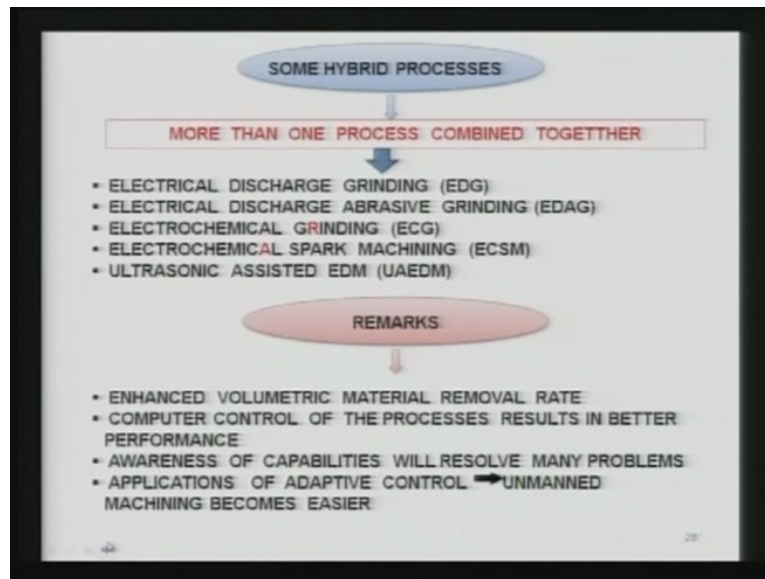 SOME HYBRID PROCESSES
MORE THAN ONE PROCESS COMBINED TOGETTHER
▪ ELECTRICAL DISCHARGE GRINDING (EDG)
▪ ELECTRICAL DISCHARGE ABRASIVE GRINDING (EDAG)
▪ ELECTROCHEMICAL GRINDING (ECG)
▪ ELECTROCHEMICAL SPARK MACHINING (ECSM)
▪ ULTRASONIC ASSISTED EDM (UAEDM)
REMARKS
▪ ENHANCED VOLUMETRIC MATERIAL REMOVAL RATE
▪ COMPUTER CONTROL OF THE PROCESSES RESULTS IN BETTER
PERFORMANCE
▪ AWARENESS OF CAPABILITIES WILL RESOLVE MANY PROBLEMS
▪ APPLICATIONS OF ADAPTIVE CONTROL ➡UNMANNED
MACHINING BECOMES EASIER
28